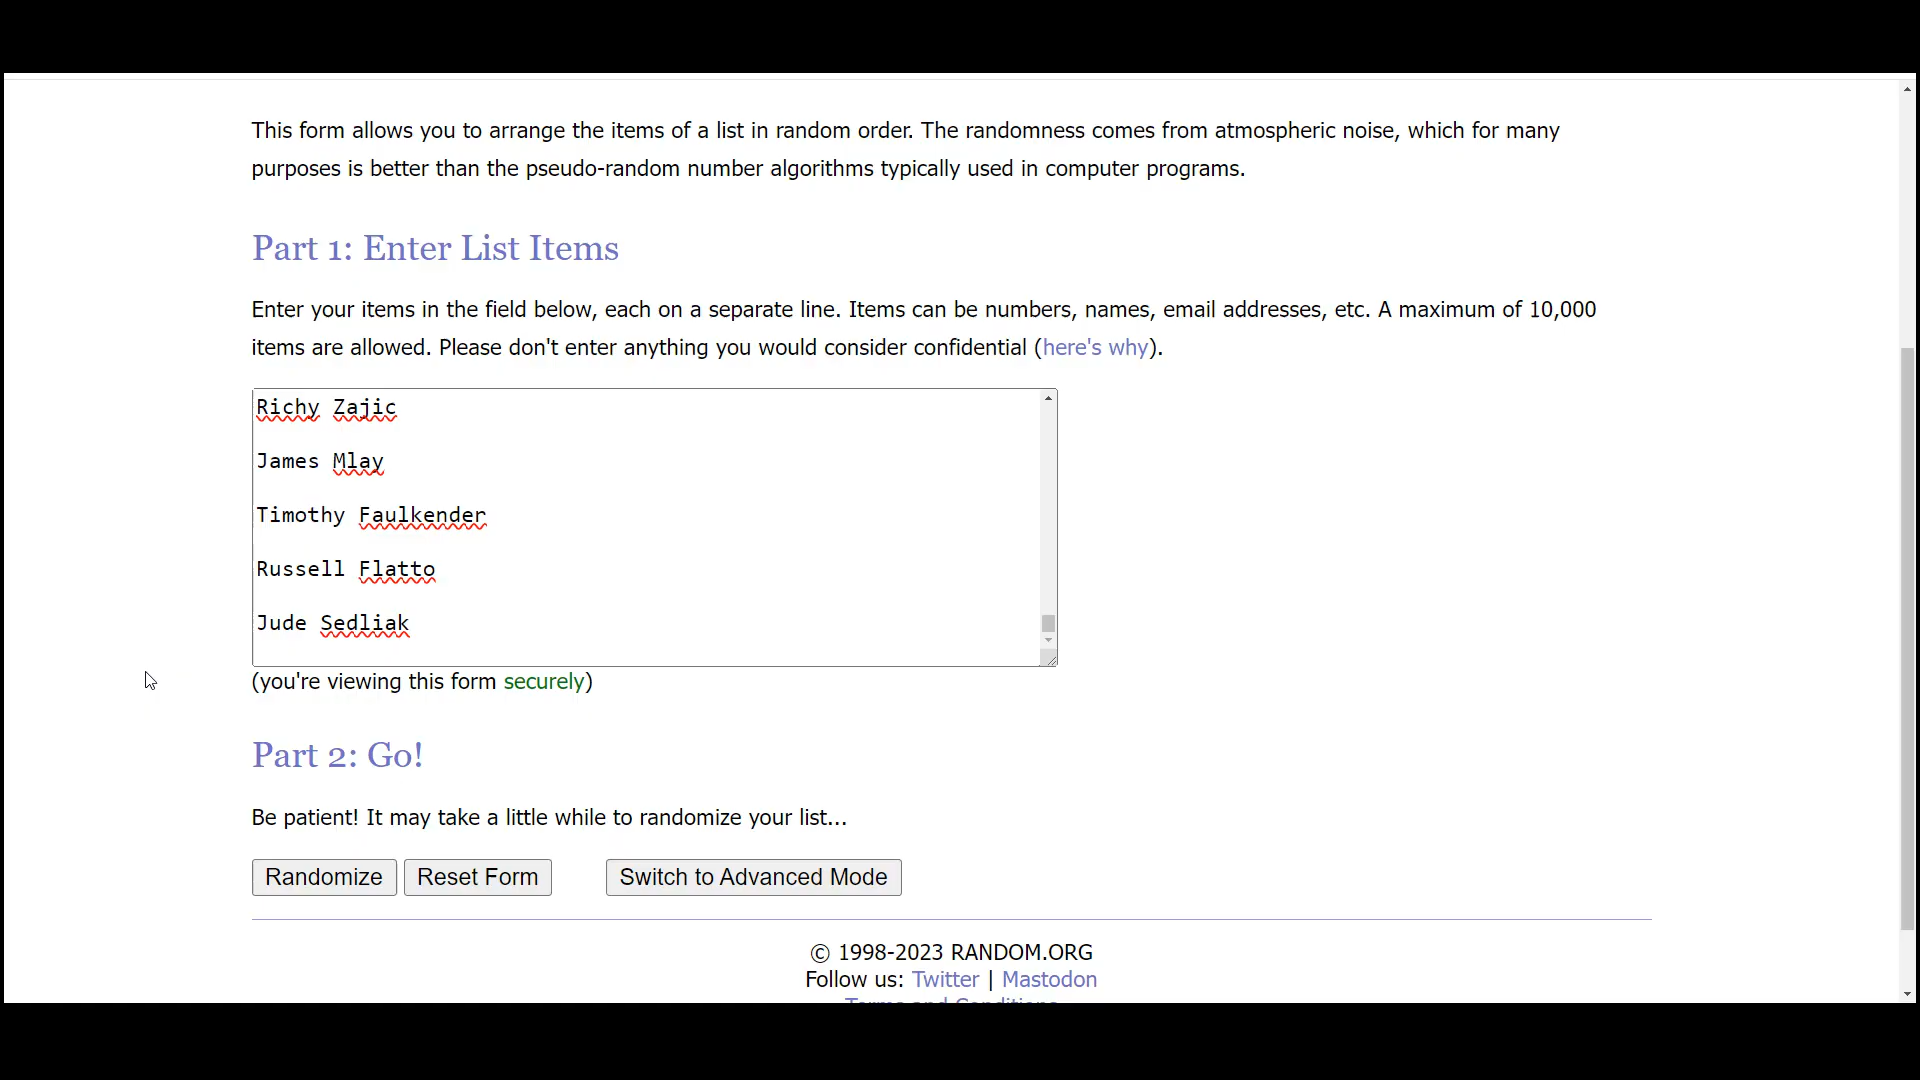 This form allows you to arrange the items of a list in random order. The randomness comes from atmospheric noise, which for many
purposes is better than the pseudo-random number algorithms typically used in computer programs.
Part 1: Enter List Items
Enter your items in the field below, each on a separate line. Items can be numbers, names, email addresses, etc. A maximum of 10,000
items are allowed. Please don't enter anything you would consider confidential (here's why).
Richy Zajic
James Mlay
Timothy Faulkender
Russell Flatto
Jude Sedliak
(you're viewing this form securely)
Part 2: Go!
Be patient! It may take a little while to randomize your list...
Randomize Reset Form Switch to Advanced Mode
© 1998-2023 RANDOM.ORG
Follow us: Twitter | Mastodon
Terms and Conditions